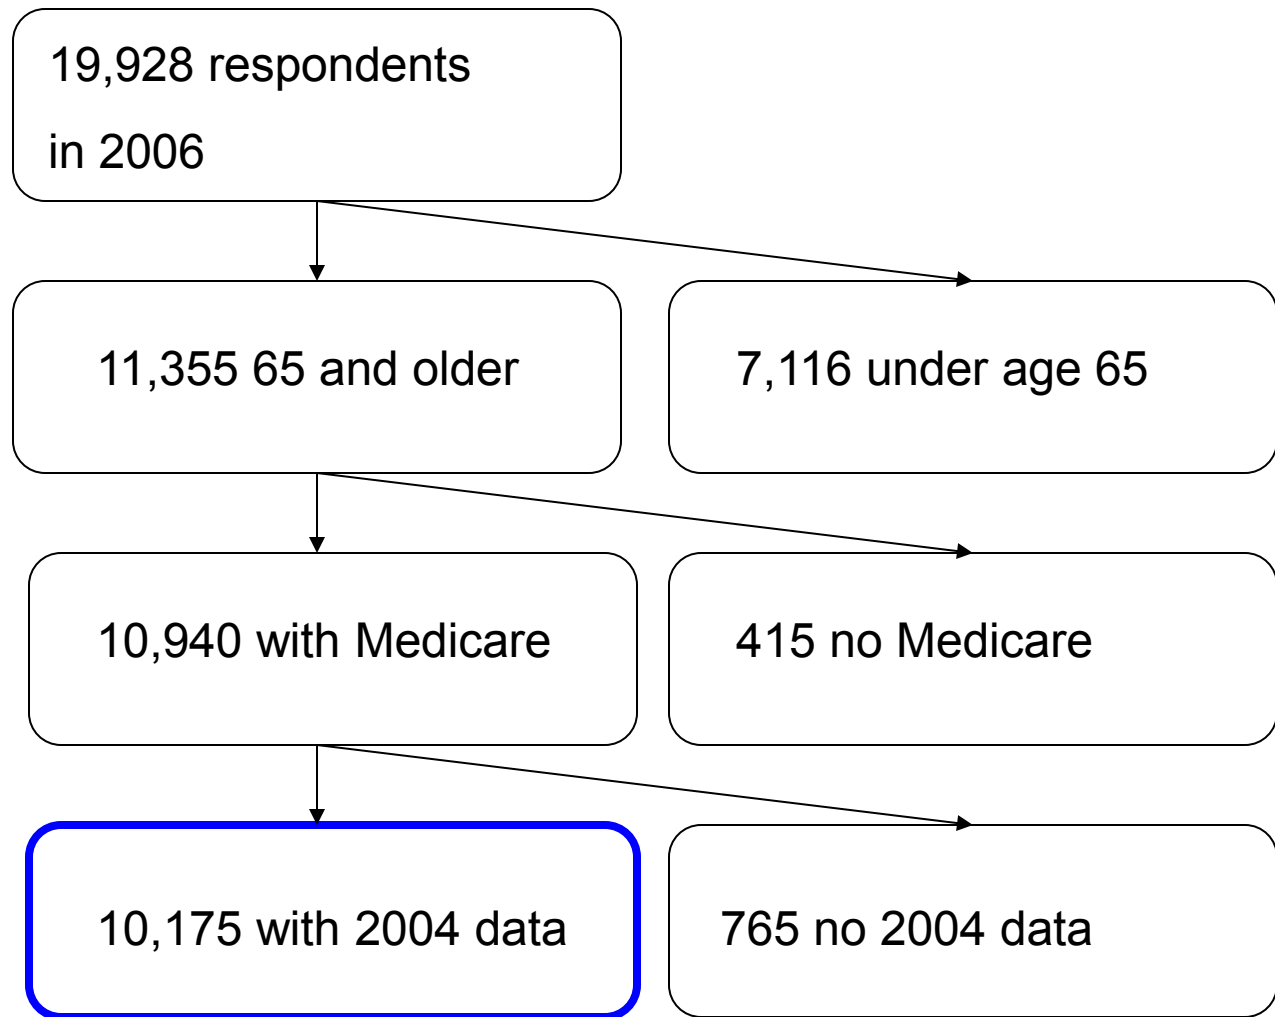 19,928 respondents
in 2006
11,355 65 and older
7,116 under age 65
10,940 with Medicare
415 no Medicare
10,175 with 2004 data
765 no 2004 data